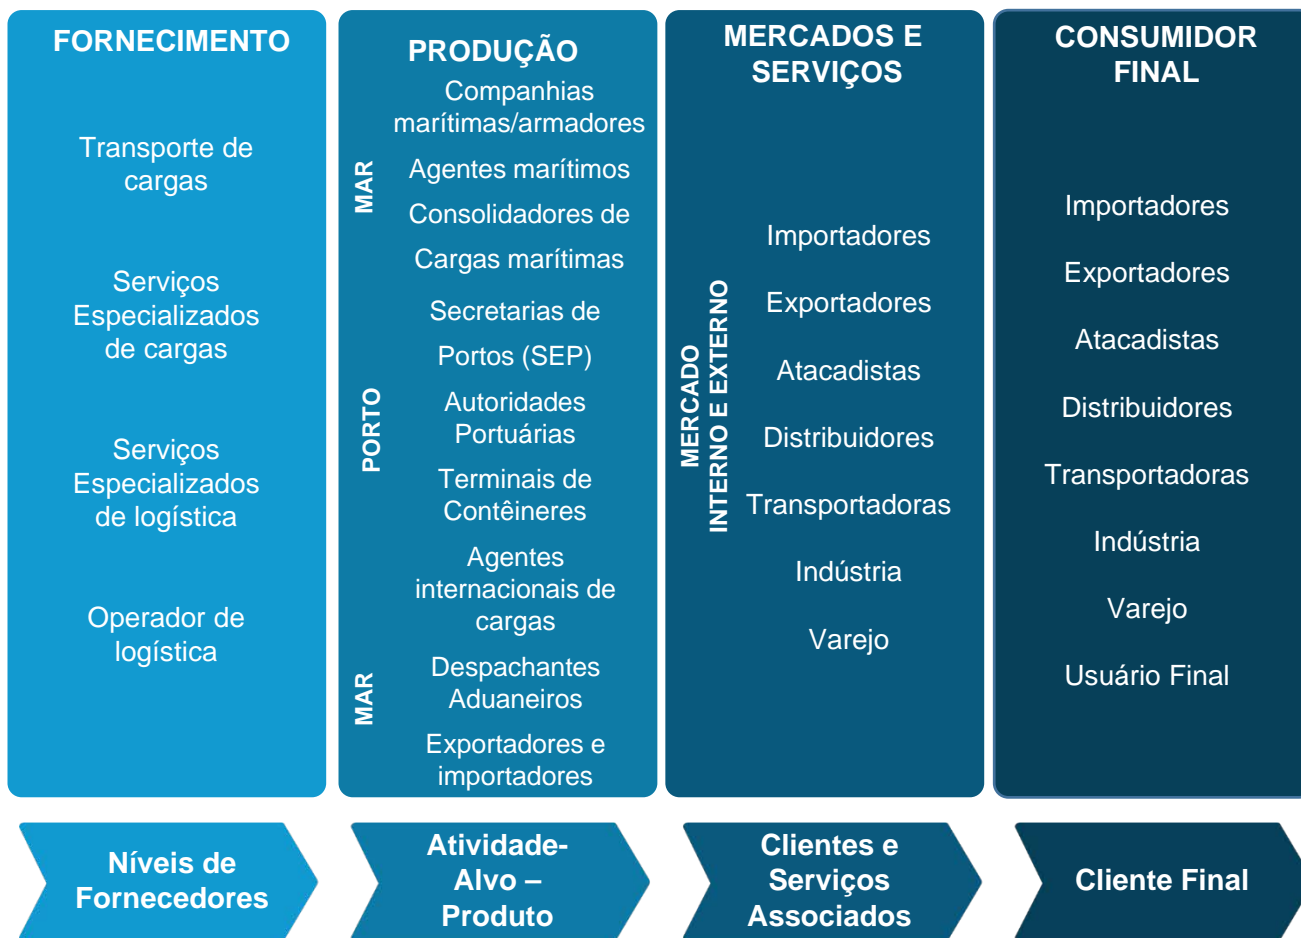 FORNECIMENTO
Transporte de
cargas
Serviços
Especializados
de cargas
Serviços
Especializados
de logística
Operador de
logística
PRODUÇÃO
MAR
Companhias
marítimas/armadores
Agentes marítimos
Consolidadores de
Cargas marítimas
PORTO
Secretarias de
Portos (SEP)
Autoridades
Portuárias
Terminais de
Contêineres
MAR
Agentes
internacionais de
cargas
Despachantes
Aduaneiros
Exportadores e
importadores
MERCADOS E
SERVIÇOS
MERCADO
INTERNO E EXTERNO
Importadores
Exportadores
Atacadistas
Distribuidores
Transportadoras
Indústria
Varejo
CONSUMIDOR
FINAL
Importadores
Exportadores
Atacadistas
Distribuidores
Transportadoras
Indústria
Varejo
Usuário Final
Níveis de
Fornecedores
Atividade-
Alvo –
Produto
Clientes e
Serviços
Associados
Cliente Final